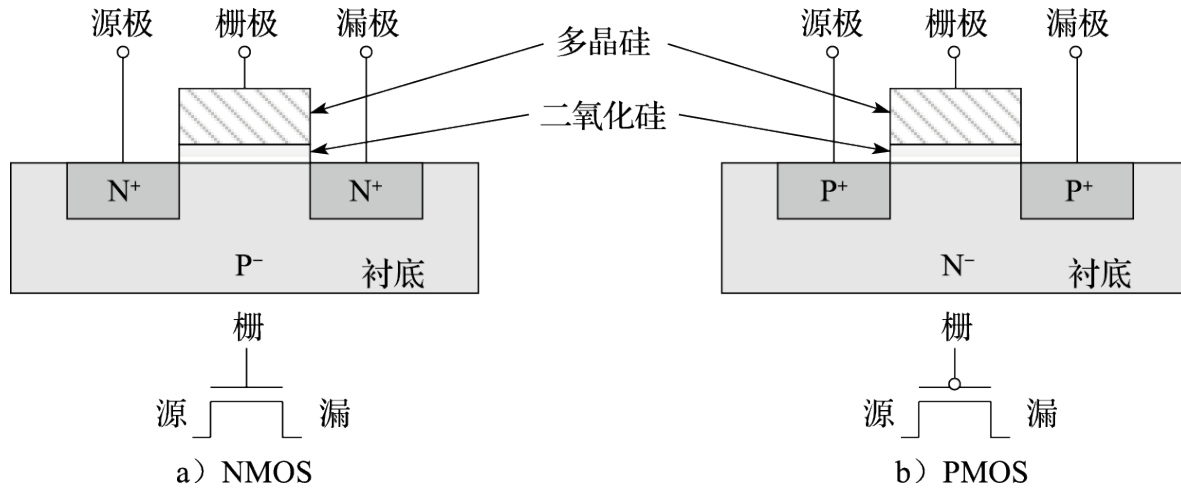 源极 栅极 漏极 多晶硅 源极 栅极 漏极
二氧化硅
N⁺ N⁺ P⁺ P⁺
P⁻ 衬底 N⁻ 衬底
栅 栅
源 漏 源 漏
a）NMOS b）PMOS